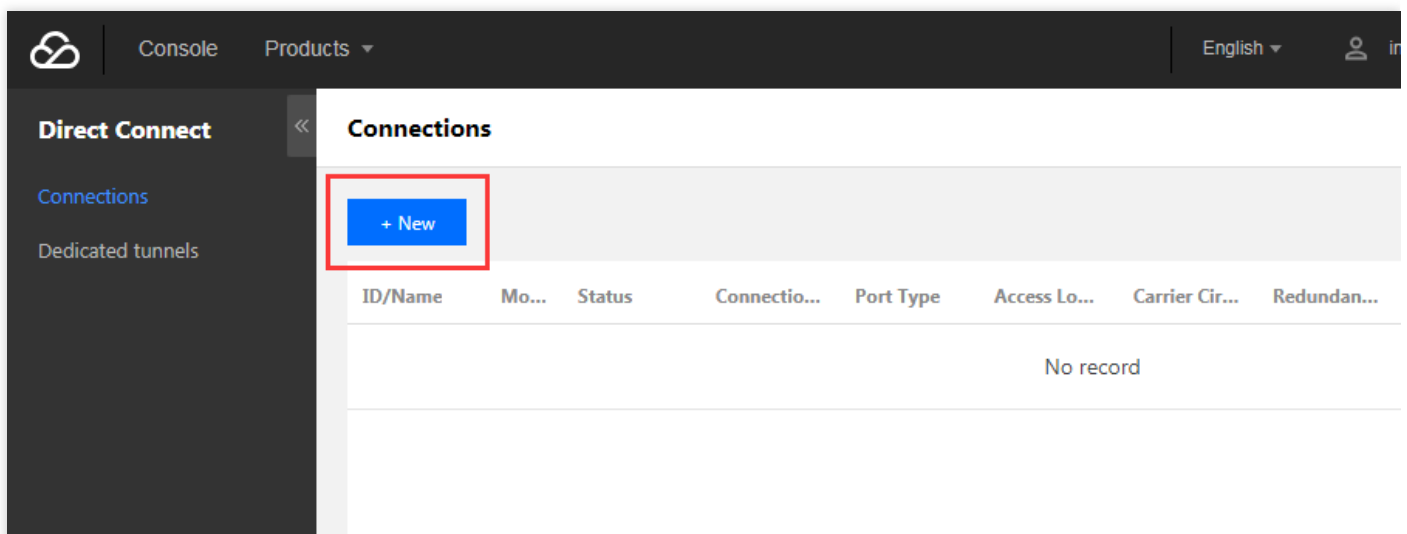 Console Products English in
Direct Connect « Connections
Connections
+ New
Dedicated tunnels
ID/Name Mo... Status Connectio... Port Type Access Lo... Carrier Cir... Redundan...
No record